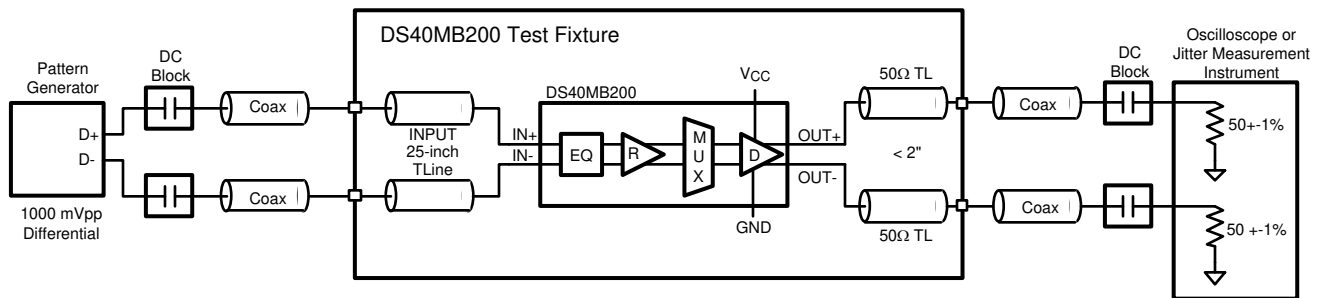 DS40MB200 Test Fixture
Pattern
Generator
D+
D-
1000 mVpp
Differential
DC
Block
Coax
Coax
INPUT
25-inch
TLine
DS40MB200
IN+
IN-
EQ
R
M
U
X
D
VCC
GND
OUT+
OUT-
50Ω TL
< 2"
50Ω TL
Coax
Coax
DC
Block
Oscilloscope or
Jitter Measurement
Instrument
50+-1%
50 +-1%